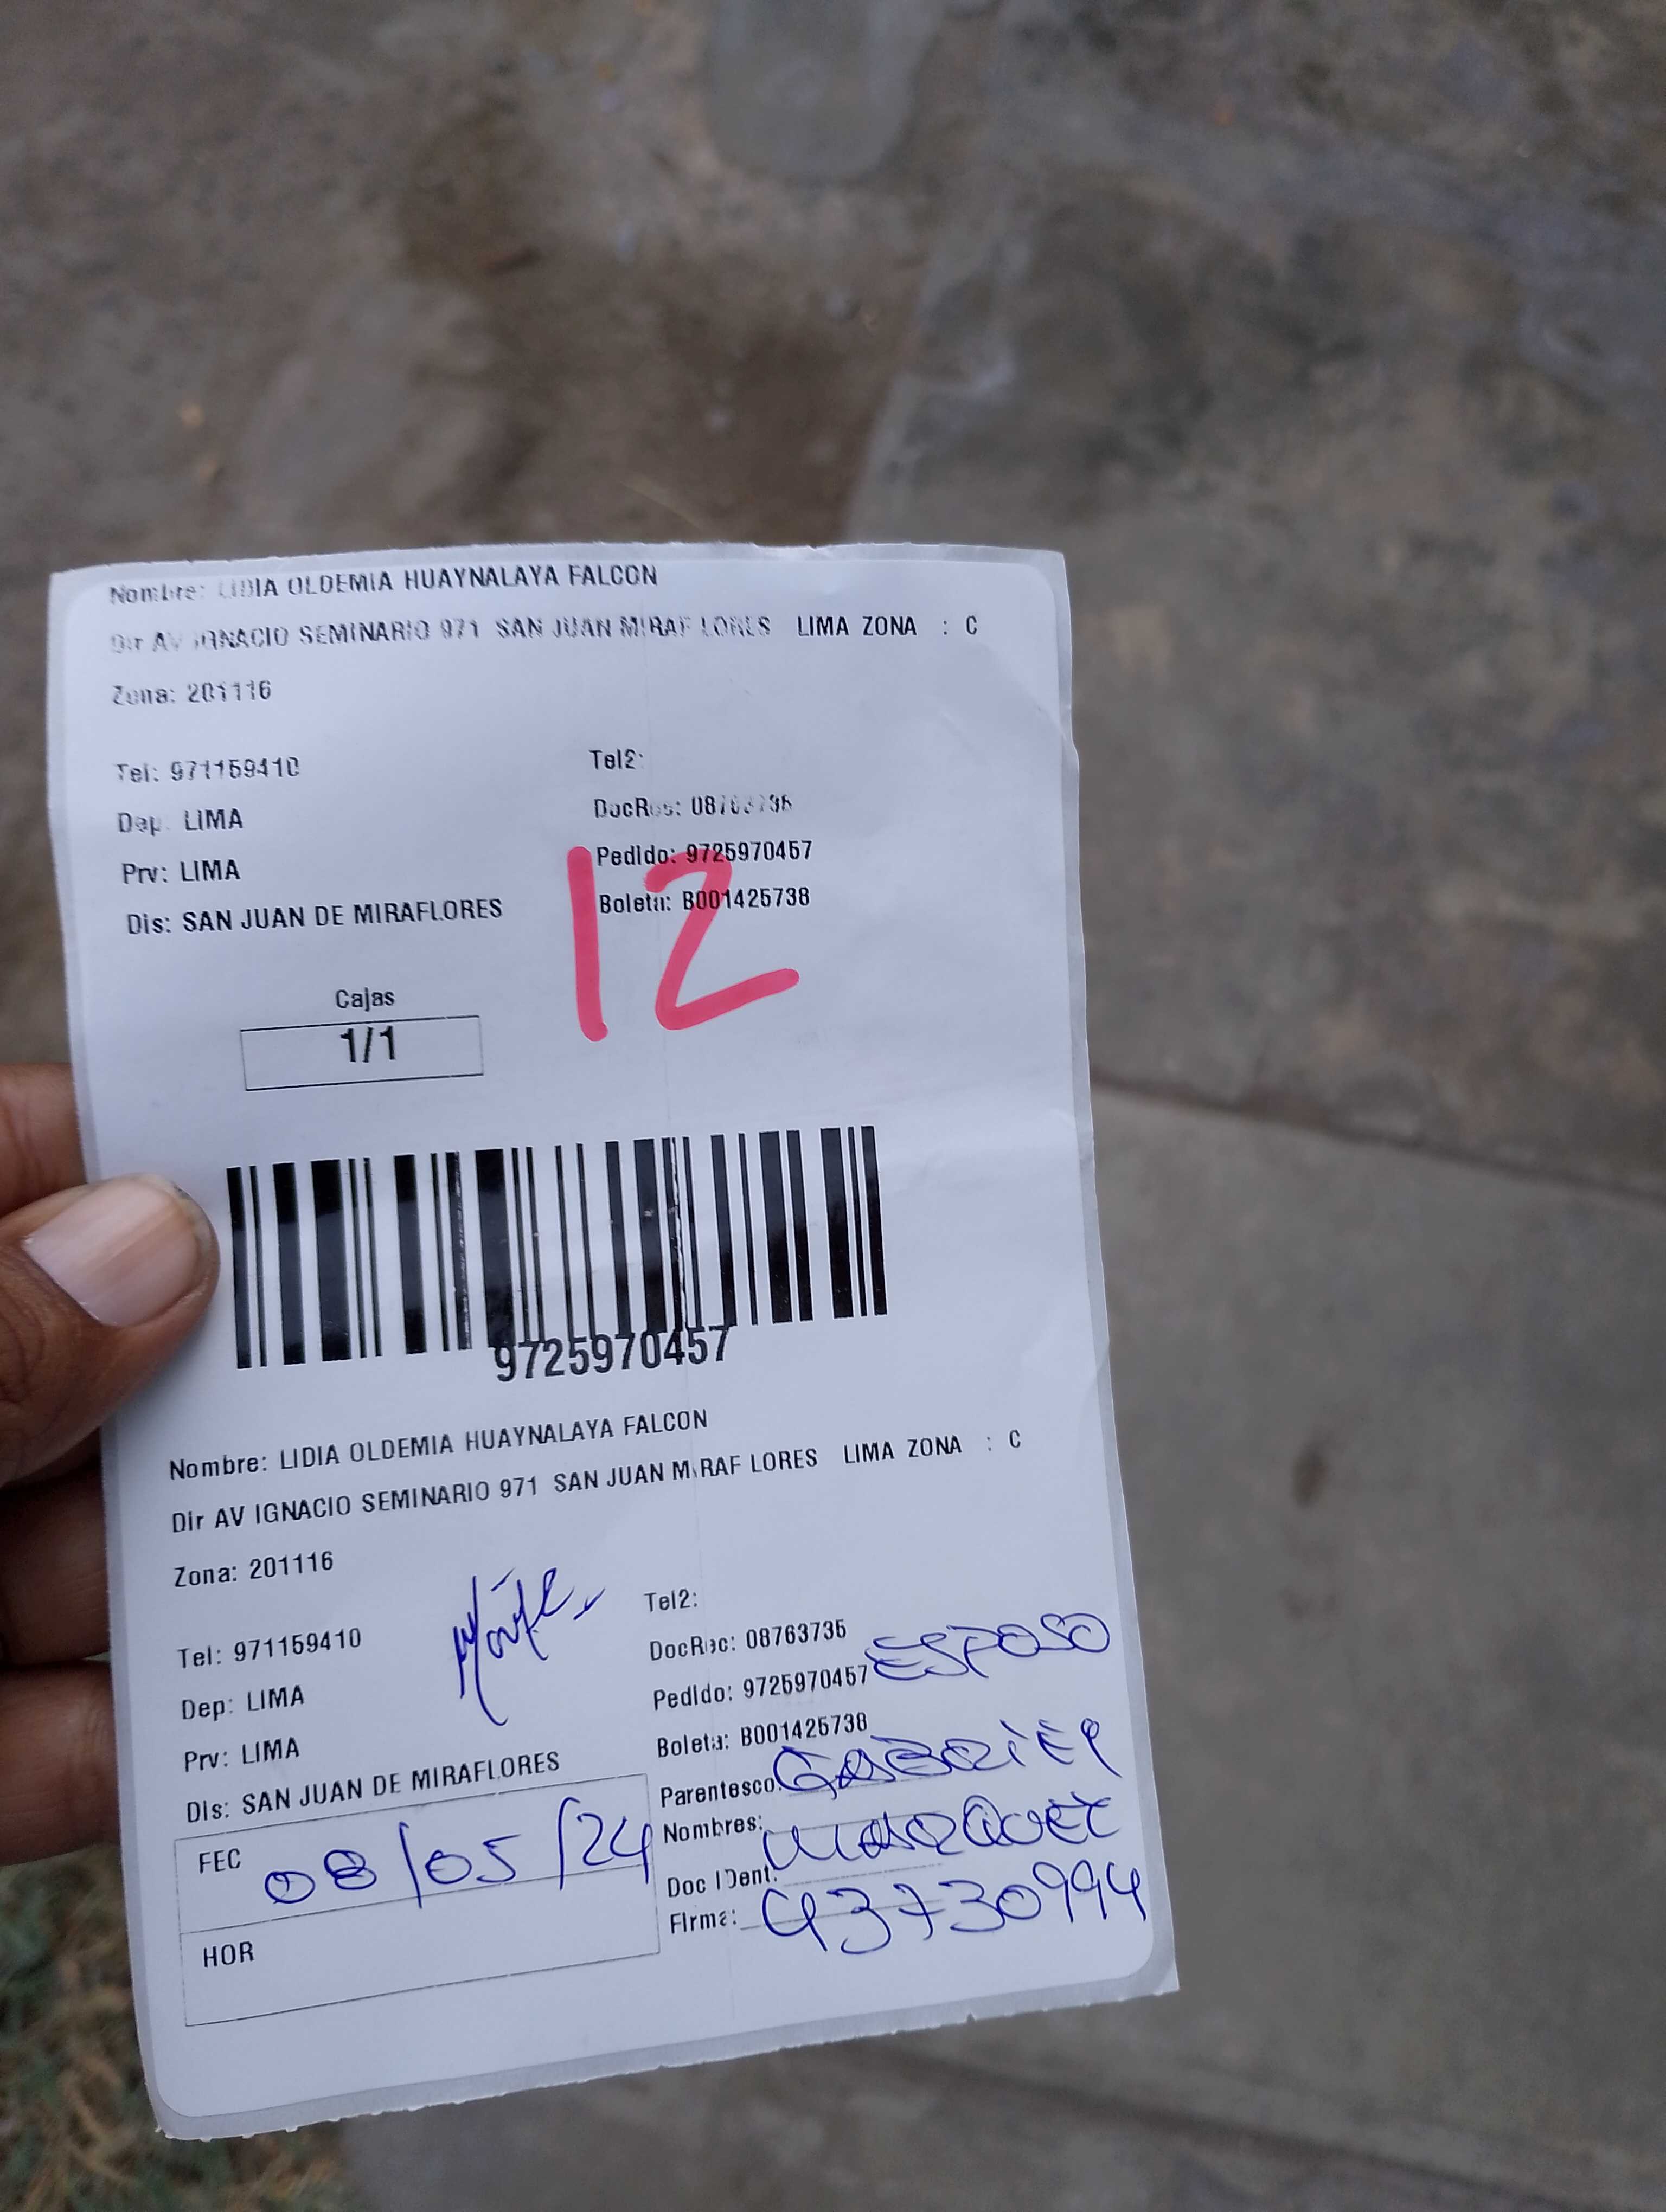 Nombre: LIDIA OLDEMIA HUAYNALAYA FALCON
Dir AV IGNACIO SEMINARIO 971 SAN JUAN MIRAF LORES LIMA ZONA : C
Zona: 201116
Tel: 971159410 Tel2:
Dep: LIMA DocRec:
Prv: LIMA Pedido: 9725970457
Dis: SAN JUAN DE MIRAFLORES Boleta: B001425738
12
Cajas
1/1
9725970457
Nombre: LIDIA OLDEMIA HUAYNALAYA FALCON
Dir AV IGNACIO SEMINARIO 971 SAN JUAN MIRAF LORES LIMA ZONA : C
Zona: 201116
Tel2:
Tel: 971159410 DocRec: 08763735 ESPOSO
Dep: LIMA Pedido: 9725970457
Prv: LIMA Boleta: B001425738
Dis: SAN JUAN DE MIRAFLORES Parentesco: GABRIEL
FEC 08/05/24 Nombres: MARQUEZ
Doc IDent:
HOR Firma: 43730994